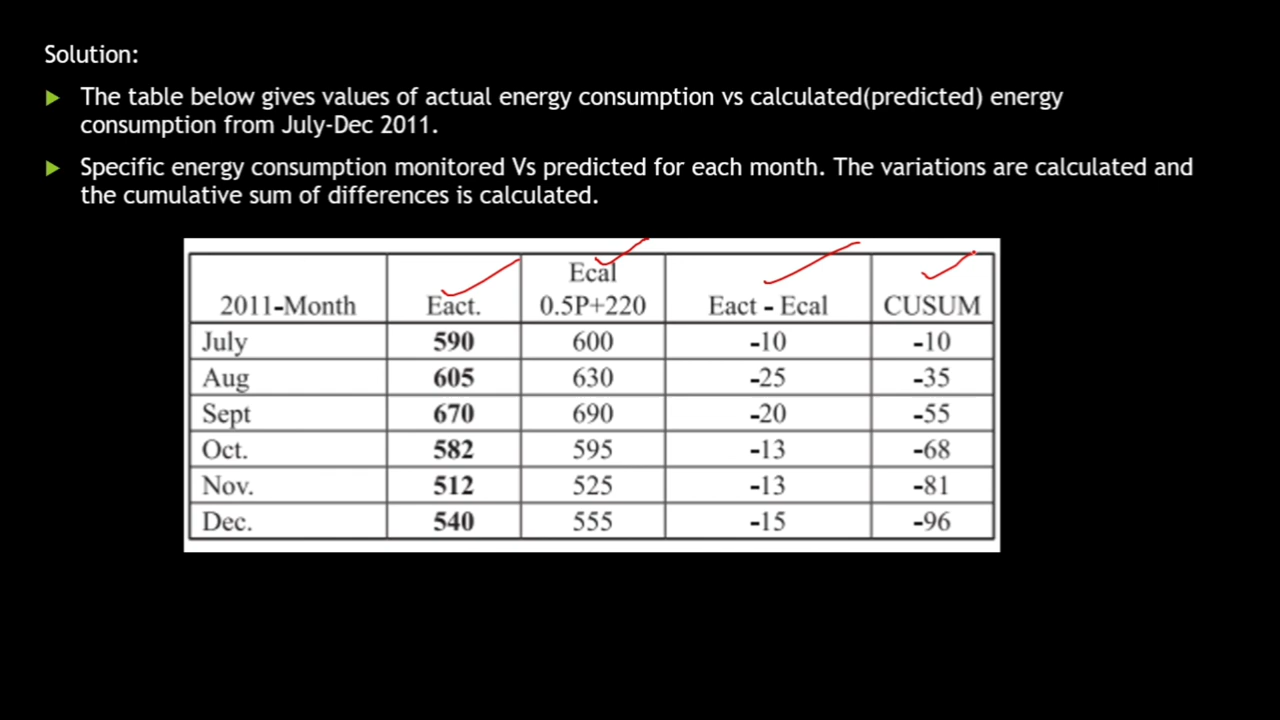 Solution:
The table below gives values of actual energy consumption vs calculated(predicted) energy
consumption from July-Dec 2011.
Specific energy consumption monitored Vs predicted for each month. The variations are calculated and
the cumulative sum of differences is calculated.
2011-Month Eact. Ecal 0.5P+220 Eact - Ecal CUSUM
July 590 600 -10 -10
Aug 605 630 -25 -35
Sept 670 690 -20 -55
Oct. 582 595 -13 -68
Nov. 512 525 -13 -81
Dec. 540 555 -15 -96